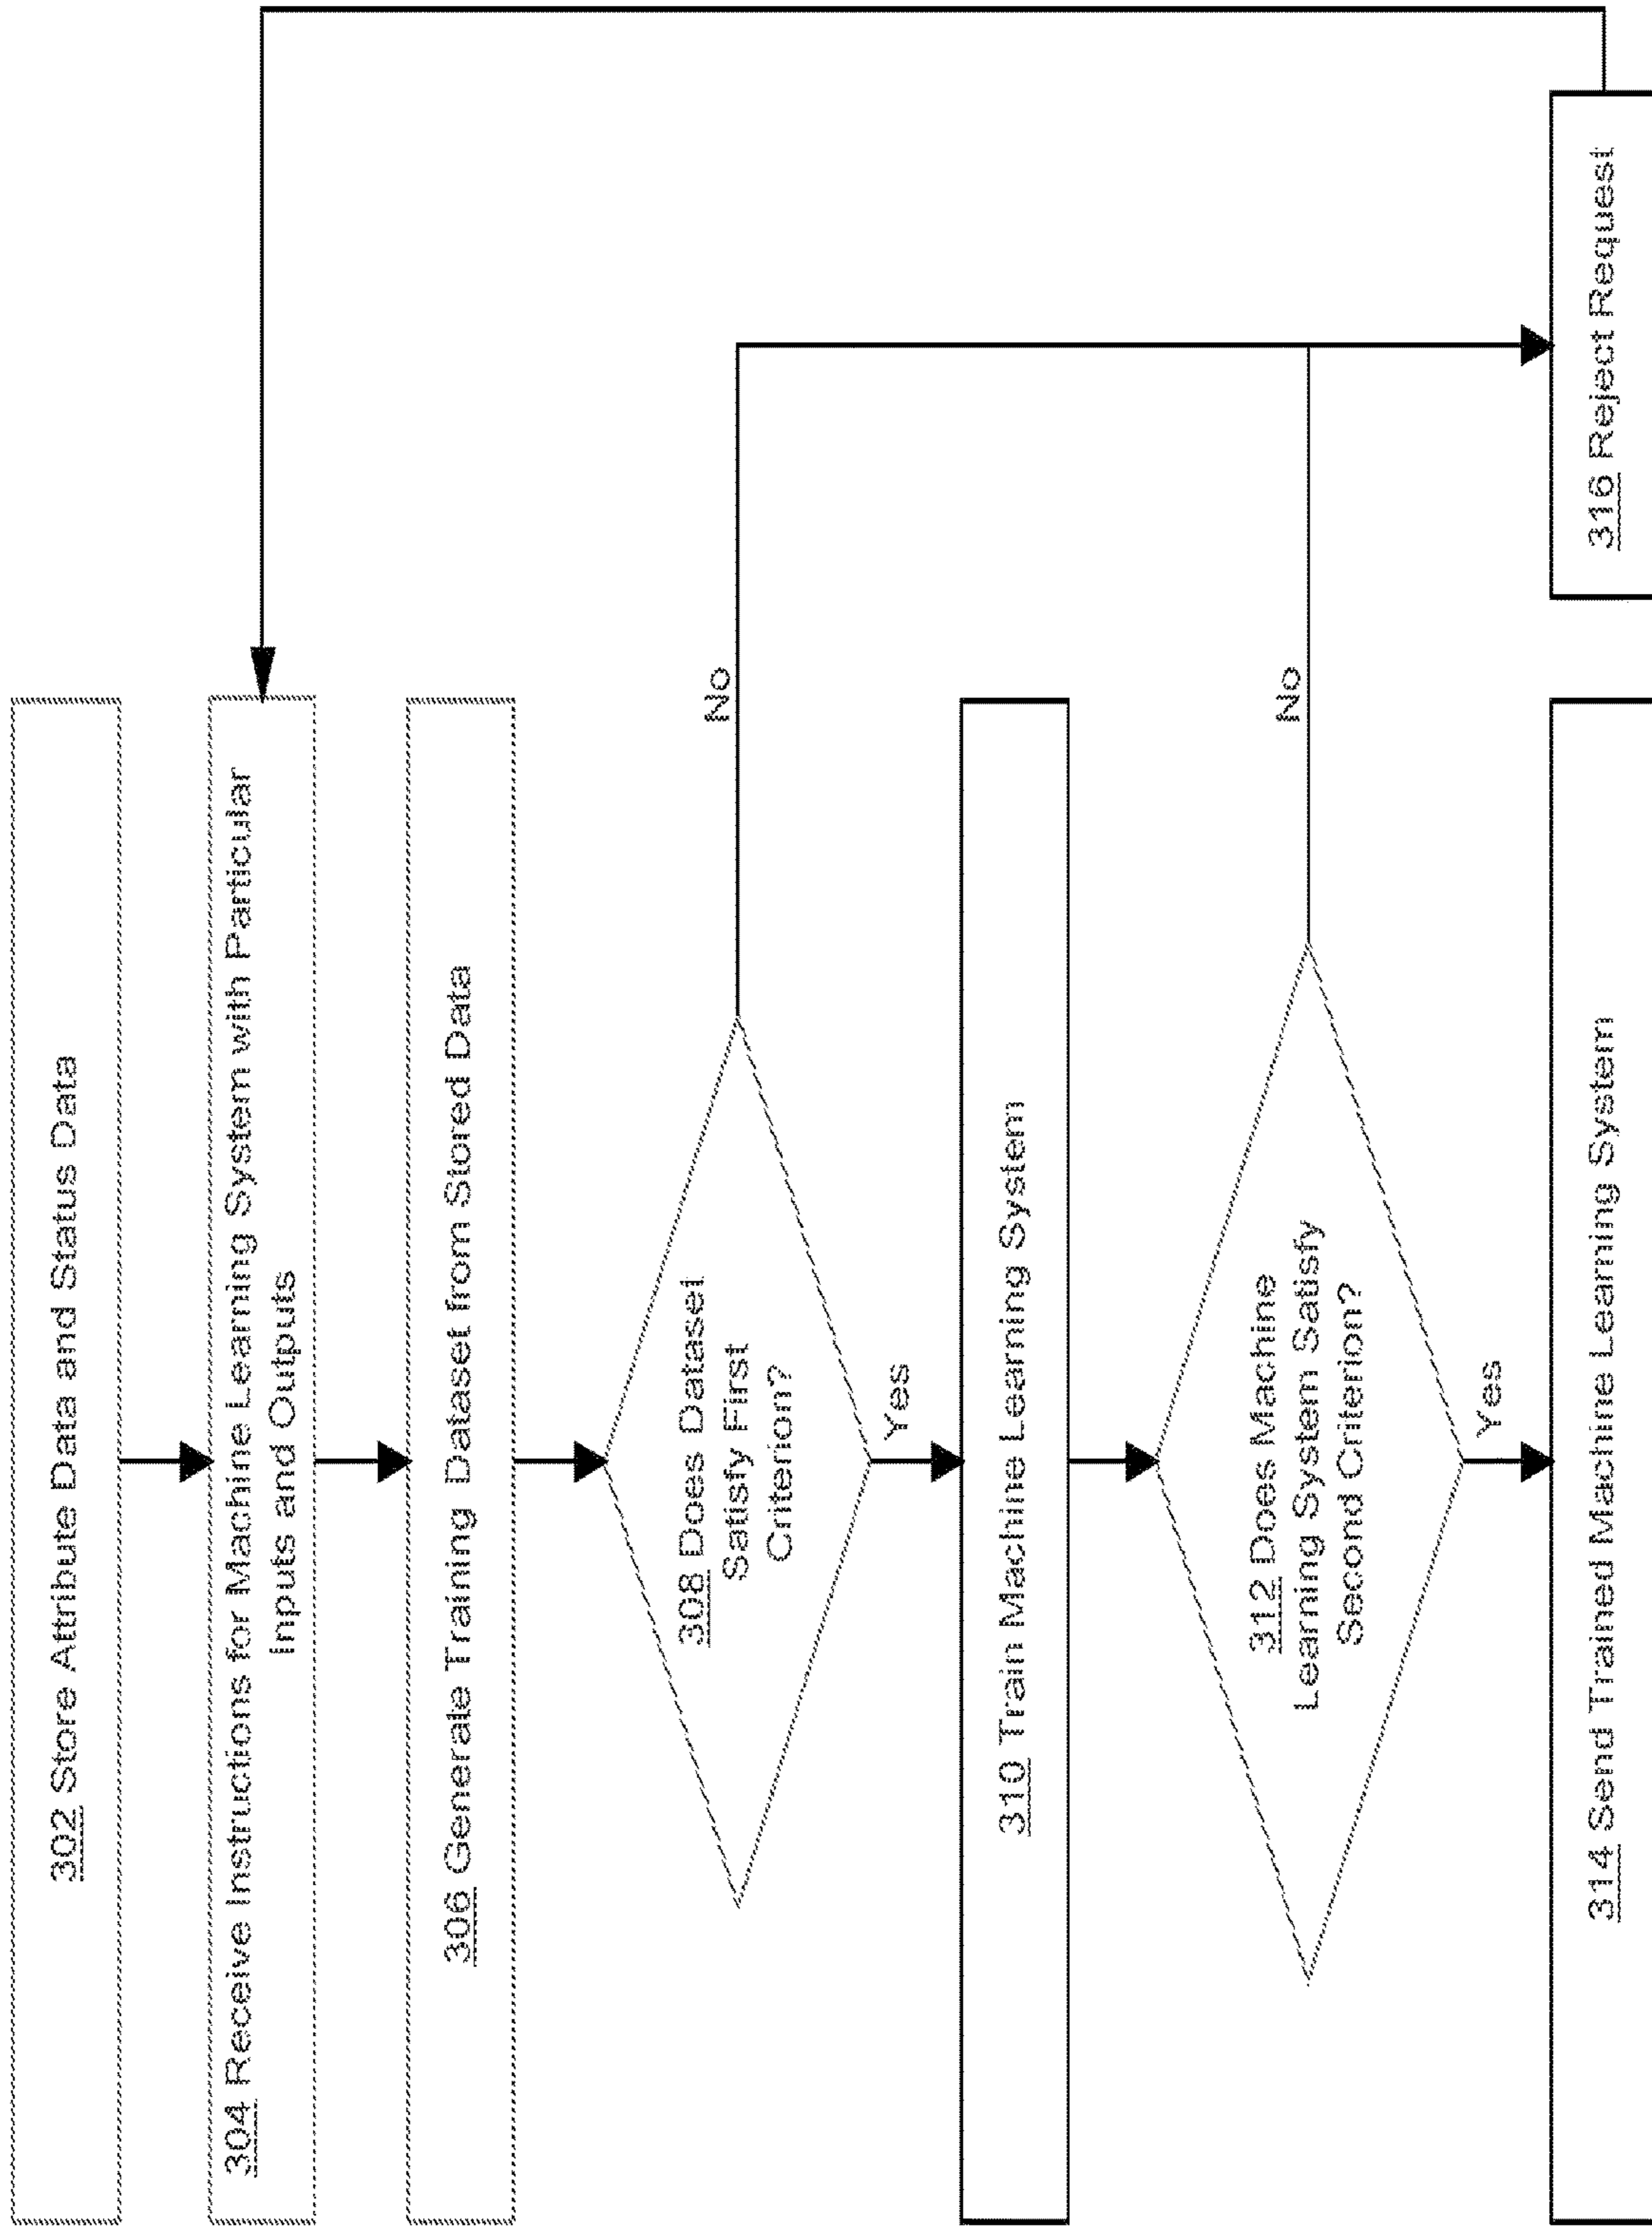 302 Store Attribute Data and Status Data
304 Receive Instructions for Machine Learning System with Particular
Inputs and Outputs
306 Generate Training Dataset from Stored Data
308 Does Dataset
Satisfy First
Criterion?
No
Yes
310 Train Machine Learning System
312 Does Machine
Learning System Satisfy
Second Criterion?
No
Yes
314 Send Trained Machine Learning System
316 Reject Request